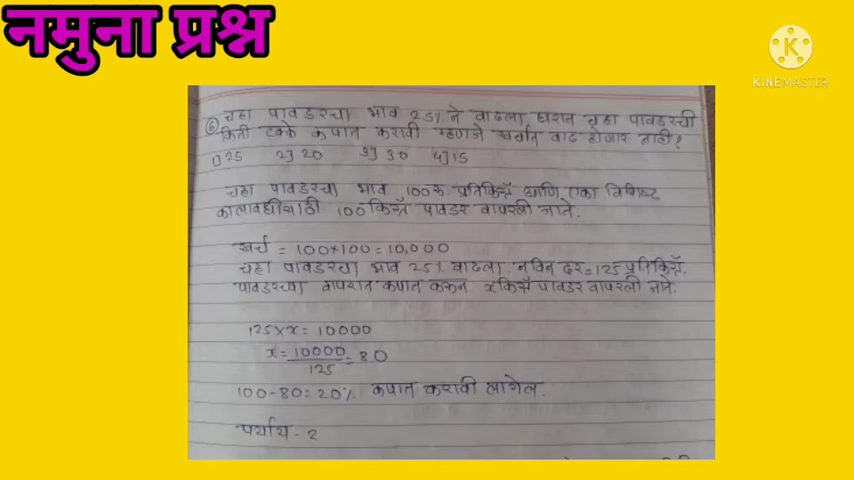 नमुना प्रश्न
K
KINEMASTER
⑥ चहा पावडरचा भाव 25% ने वाढला घरात चहा पावडरची
किती टक्के कपात करावी म्हणजे खर्चात वाढ होणार नाही?
1] 25 2] 20 3] 30 4] 15
चहा पावडरचा भाव 100 रु. प्रतिकिग्रॅ आणि एका विशिष्ट
कालावधीसाठी 100 किग्रॅ पावडर वापरली जाते.
खर्च = 100×100 = 10,000
चहा पावडरचा भाव 25% वाढला. नविन दर = 125 प्रतिकिग्रॅ.
पावडरच्या वापरात कपात करुन x किग्रॅ पावडर वापरली जाते.
125 × x = 10000
x = 10000/125 = 80
100 - 80 = 20% कपात करावी लागेल.
पर्याय - 2